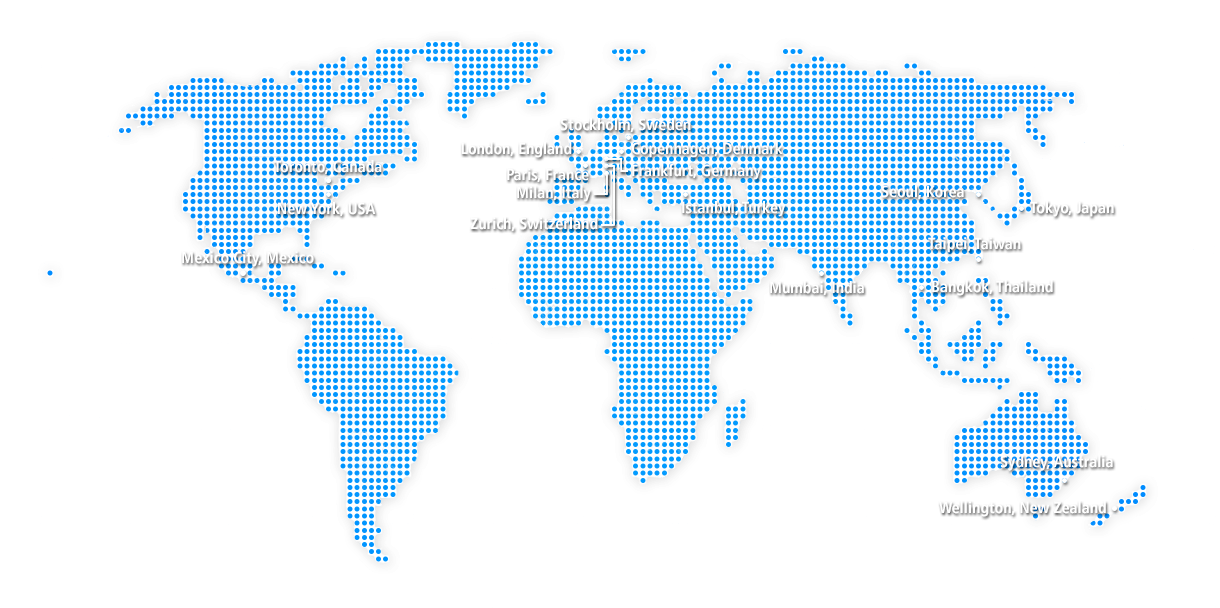 Stockholm, Sweden
London, England
Copenhagen, Denmark
Toronto, Canada
Paris, France
Frankfurt, Germany
Milan, Italy
Seoul, Korea
New York, USA
Istanbul, Turkey
Tokyo, Japan
Zurich, Switzerland
Taipei, Taiwan
Mexico City, Mexico
Mumbai, India
Bangkok, Thailand
Sydney, Australia
Wellington, New Zealand